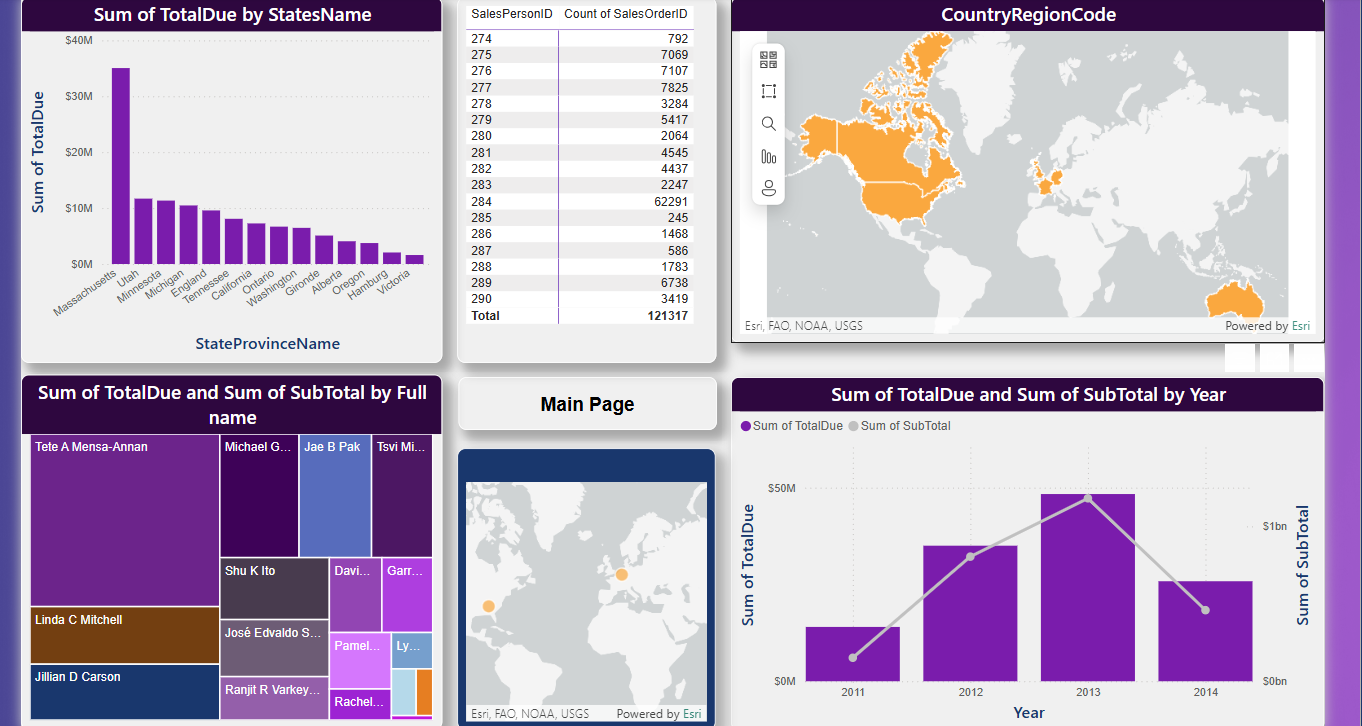 Sum of TotalDue by StatesName
$40M
$30M
$20M
$10M
$0M
Sum of TotalDue
Massachusetts
Utah
Minnesota
Michigan
England
Tennessee
California
Ontario
Washington
Gironde
Alberta
Oregon
Hamburg
Victoria
StateProvinceName
SalesPersonID Count of SalesOrderID
274 792
275 7069
276 7107
277 7825
278 3284
279 5417
280 2064
281 4545
282 4437
283 2247
284 62291
285 245
286 1468
287 586
288 1783
289 6738
290 3419
Total 121317
CountryRegionCode
Esri, FAO, NOAA, USGS
Powered by Esri
Sum of TotalDue and Sum of SubTotal by Full
name
Tete A Mensa-Annan
Michael G...
Jae B Pak
Tsvi Mi...
Linda C Mitchell
Jillian D Carson
Shu K Ito
Davi...
Garr...
José Edvaldo S...
Pamel...
Ly...
Ranjit R Varkey...
Rachel...
Main Page
Esri, FAO, NOAA, USGS
Powered by Esri
Sum of TotalDue and Sum of SubTotal by Year
Sum of TotalDue
Sum of SubTotal
$50M
$0M
Sum of TotalDue
$1bn
$0bn
Sum of SubTotal
2011
2012
2013
2014
Year